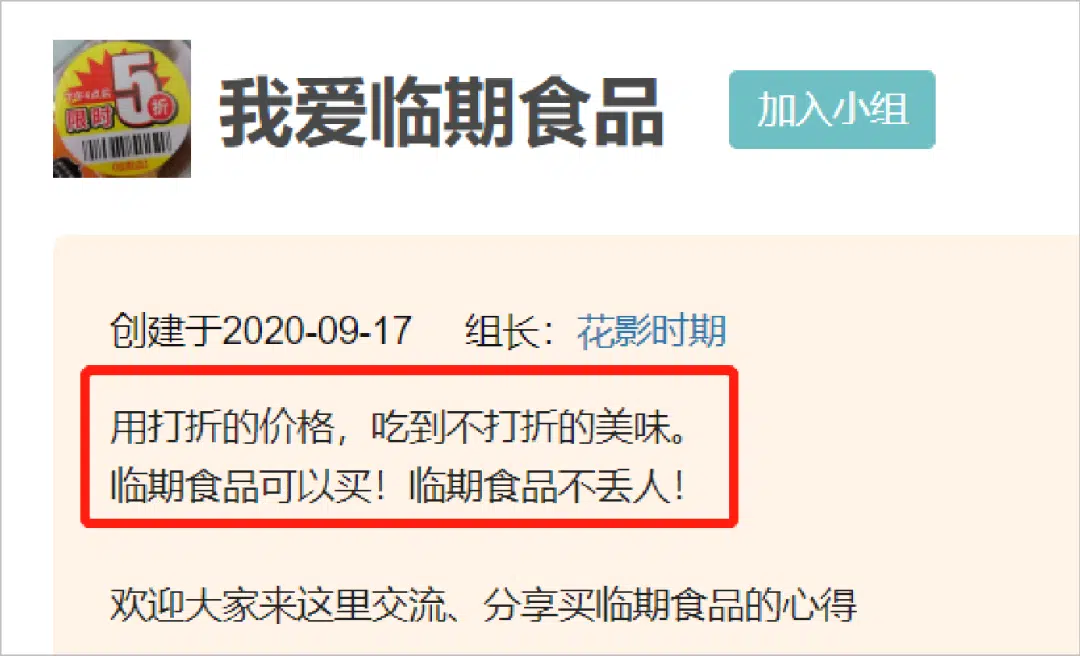 我爱临期食品
加入小组
5
折
限时
创建于2020-09-17 组长：花影时期
用打折的价格，吃到不打折的美味。
临期食品可以买！临期食品不丢人！
欢迎大家来这里交流、分享买临期食品的心得